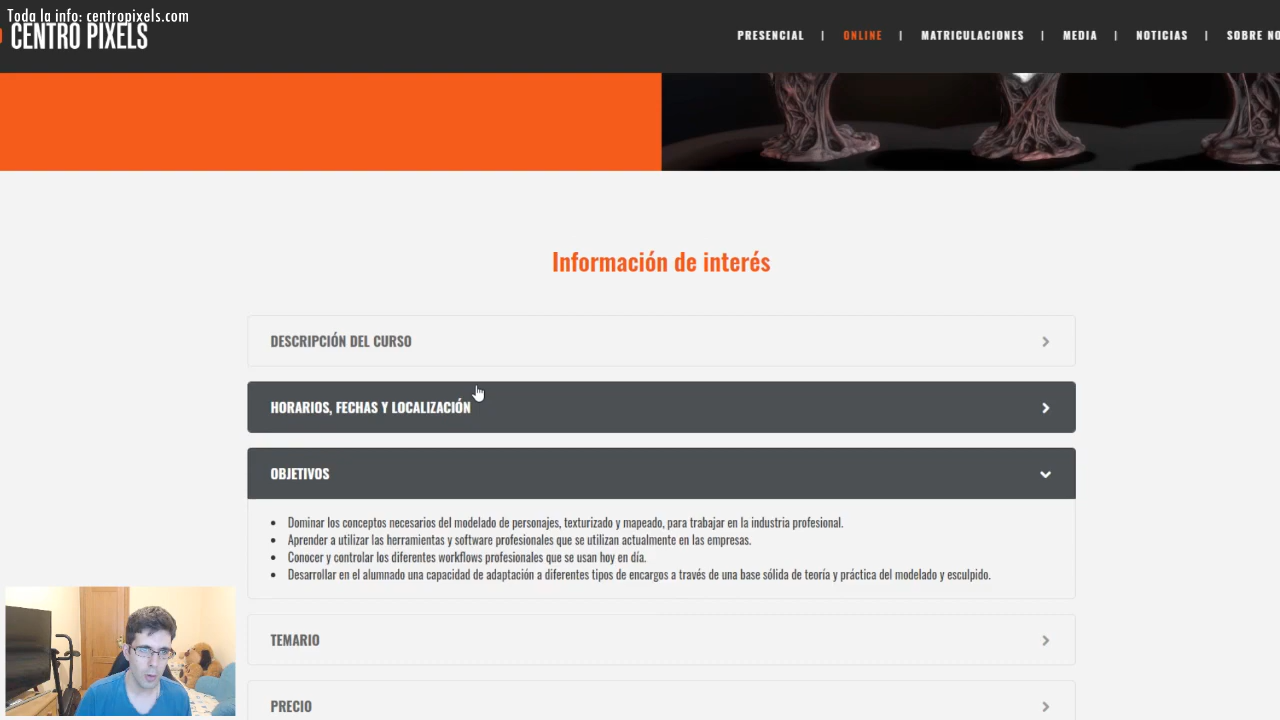 Toda la info: centropixels.com
CENTRO PIXELS
PRESENCIAL | ONLINE | MATRICULACIONES | MEDIA | NOTICIAS | SOBRE NO
Información de interés
DESCRIPCIÓN DEL CURSO
HORARIOS, FECHAS Y LOCALIZACIÓN
OBJETIVOS
• Dominar los conceptos necesarios del modelado de personajes, texturizado y mapeado, para trabajar en la industria profesional.
• Aprender a utilizar las herramientas y software profesionales que se utilizan actualmente en las empresas.
• Conocer y controlar los diferentes workflows profesionales que se usan hoy en día.
• Desarrollar en el alumnado una capacidad de adaptación a diferentes tipos de encargos a través de una base sólida de teoría y práctica del modelado y esculpido.
TEMARIO
PRECIO